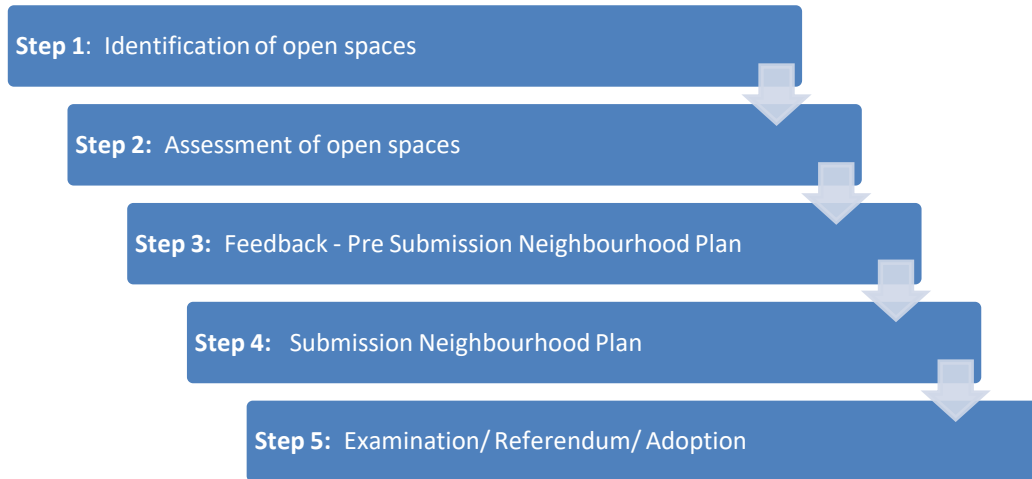 Step 1: Identification of open spaces
Step 2: Assessment of open spaces
Step 3: Feedback - Pre Submission Neighbourhood Plan
Step 4: Submission Neighbourhood Plan
Step 5: Examination/ Referendum/ Adoption